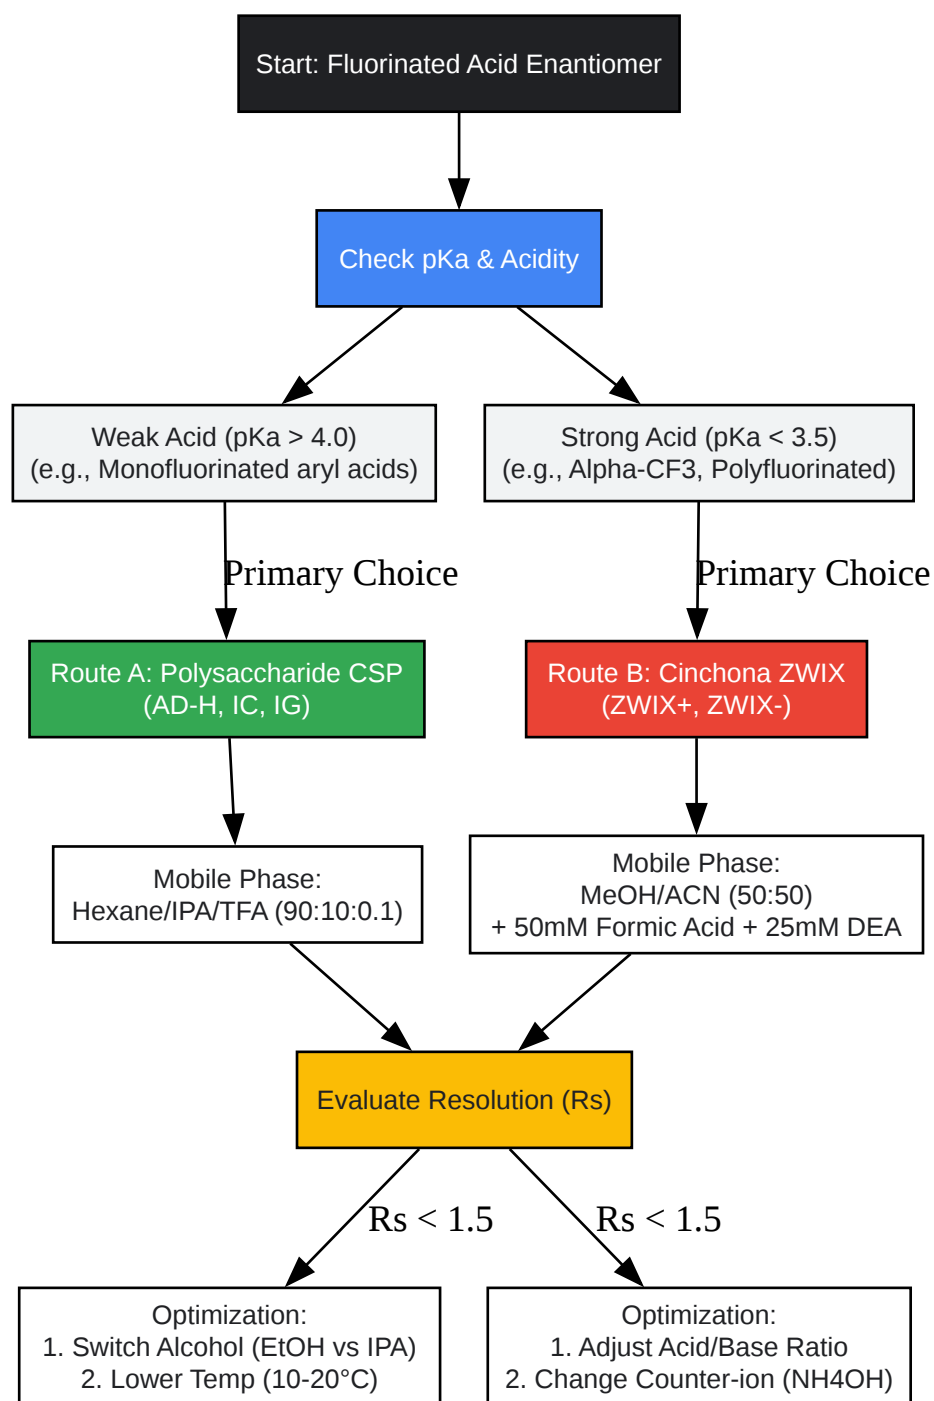 Start: Fluorinated Acid Enantiomer
Check pKa & Acidity
Weak Acid (pKa > 4.0)
(e.g., Monofluorinated aryl acids)
Strong Acid (pKa < 3.5)
(e.g., Alpha-CF3, Polyfluorinated)
Primary Choice
Primary Choice
Route A: Polysaccharide CSP
(AD-H, IC, IG)
Route B: Cinchona ZWIX
(ZWIX+, ZWIX-)
Mobile Phase:
Hexane/IPA/TFA (90:10:0.1)
Mobile Phase:
MeOH/ACN (50:50)
+ 50mM Formic Acid + 25mM DEA
Evaluate Resolution (Rs)
Rs < 1.5
Rs < 1.5
Optimization:
1. Switch Alcohol (EtOH vs IPA)
2. Lower Temp (10-20°C)
Optimization:
1. Adjust Acid/Base Ratio
2. Change Counter-ion (NH4OH)